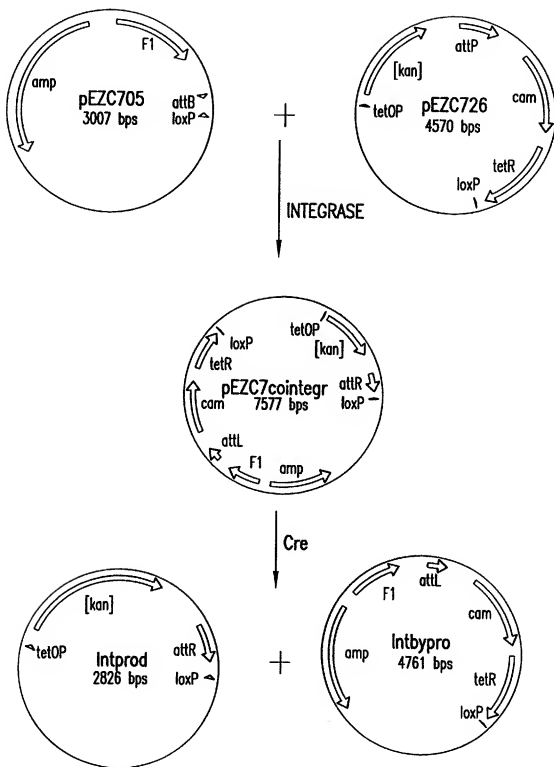 F1
amp
pEZC705
3007 bps
attB
loxP
+
attP
[kan]
pEZC726
4570 bps
cam
tetOP
tetR
loxP
INTEGRASE
tetOP
loxP
[kan]
tetR
attR
pEZC7cointegr
7577 bps
loxP
cam
attL
F1
amp
Cre
[kan]
tetOP
attR
Intprod
2826 bps
loxP
+
F1
attL
cam
amp
Intbypro
4761 bps
tetR
loxP